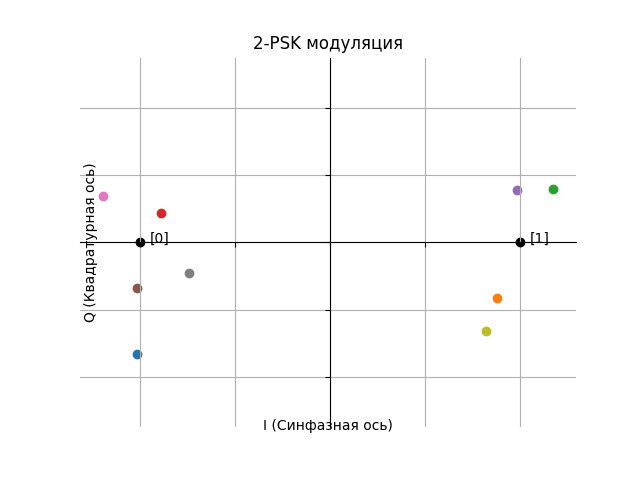 2-PSK модуляция
Q (Квадратурная ось)
[0]
[1]
I (Синфазная ось)